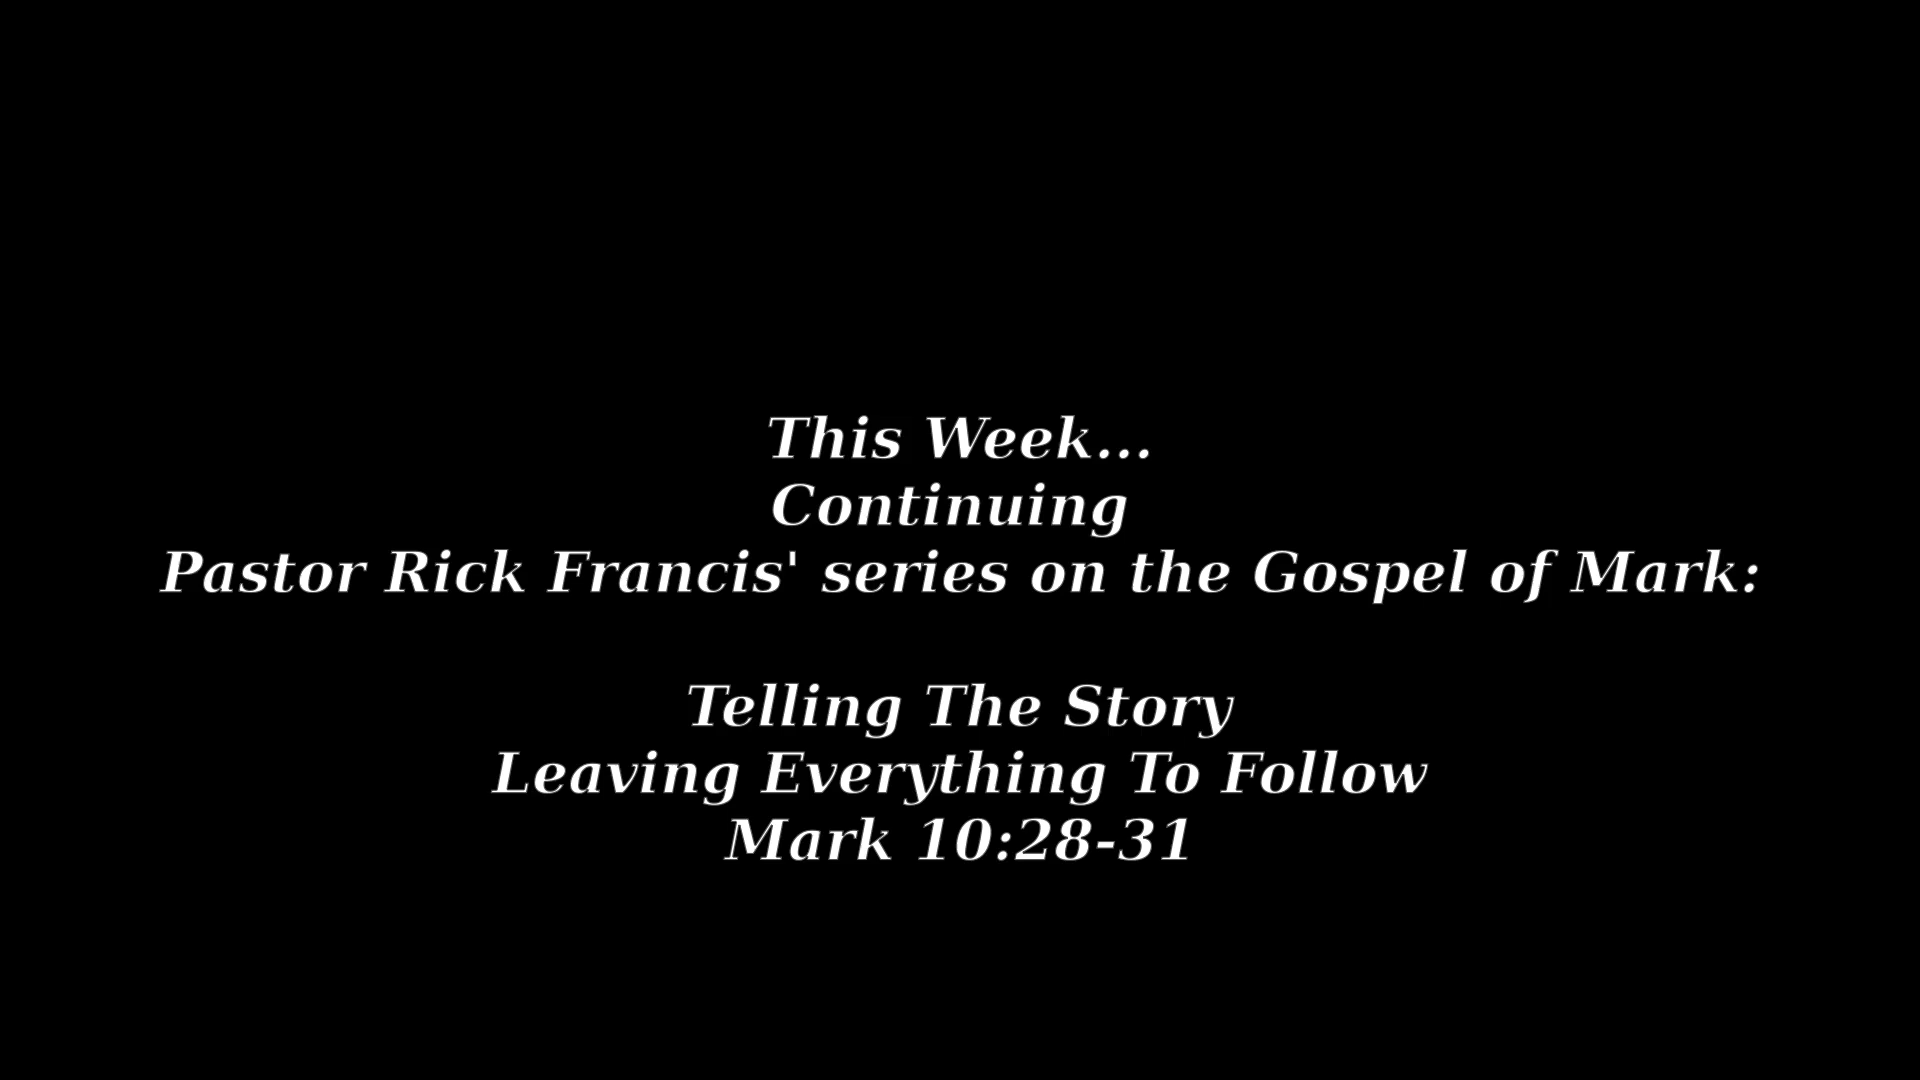 This Week...
Continuing
Pastor Rick Francis' series on the Gospel of Mark:
Telling The Story
Leaving Everything To Follow
Mark 10:28-31